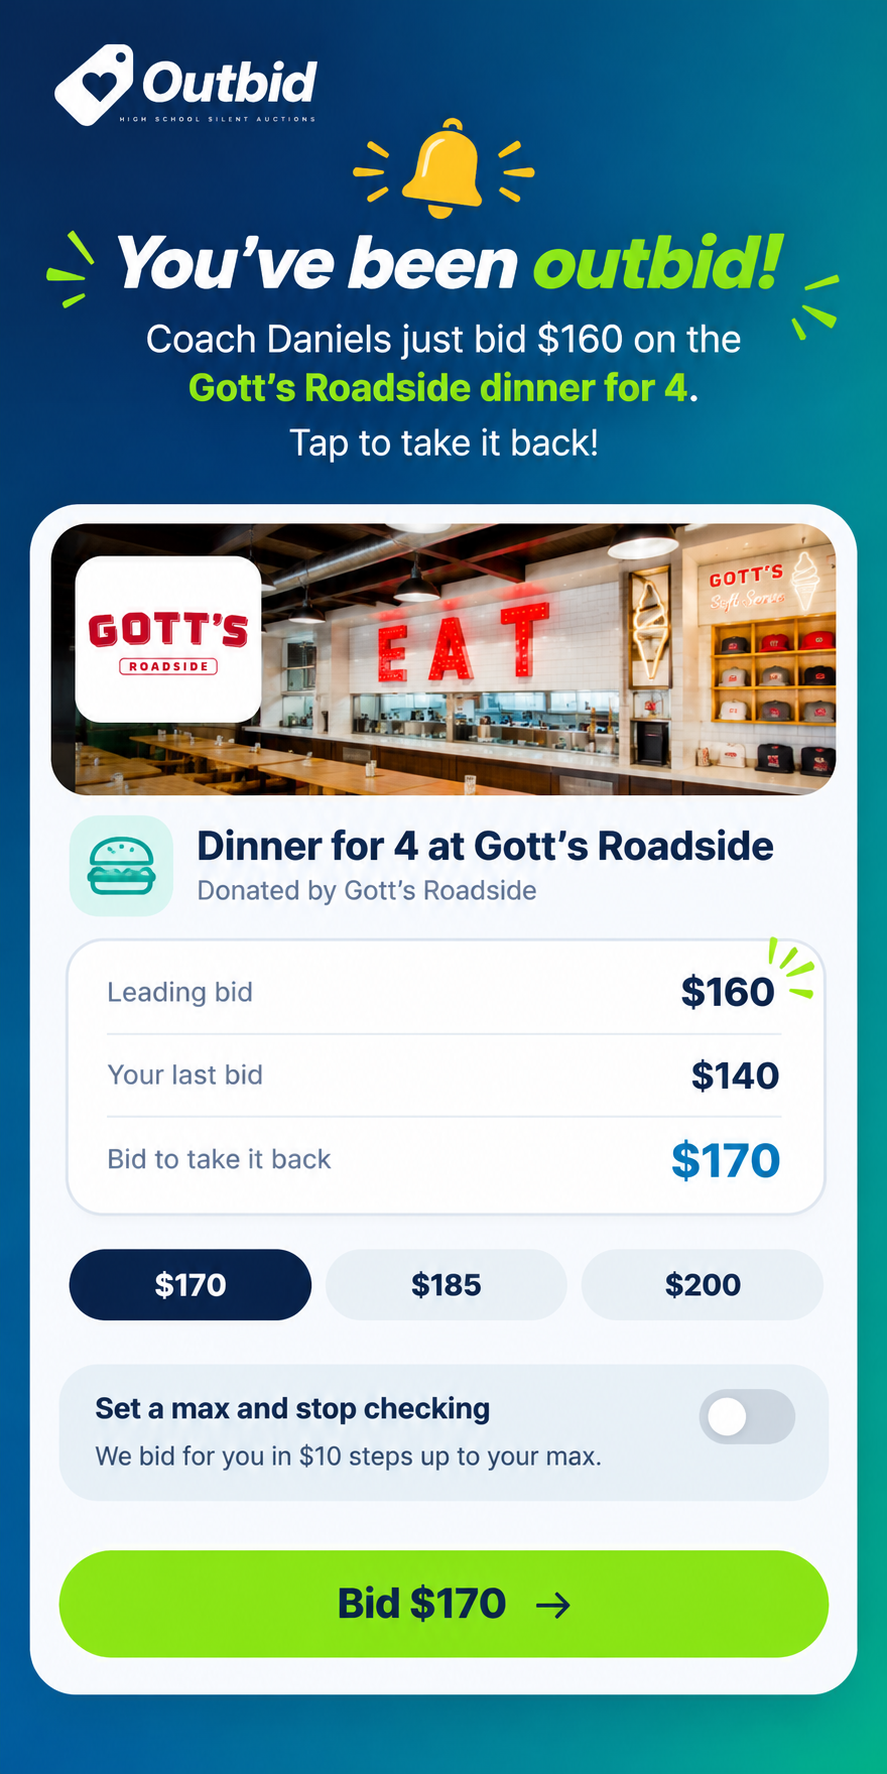 Outbid
HIGH SCHOOL SILENT AUCTIONS
You've been outbid!
Coach Daniels just bid $160 on the
Gott's Roadside dinner for 4.
Tap to take it back!
GOTT'S
ROADSIDE
EAT
GOTT'S
Soft Serve
Dinner for 4 at Gott's Roadside
Donated by Gott's Roadside
Leading bid $160
Your last bid $140
Bid to take it back $170
$170 $185 $200
Set a max and stop checking
We bid for you in $10 steps up to your max.
Bid $170 →